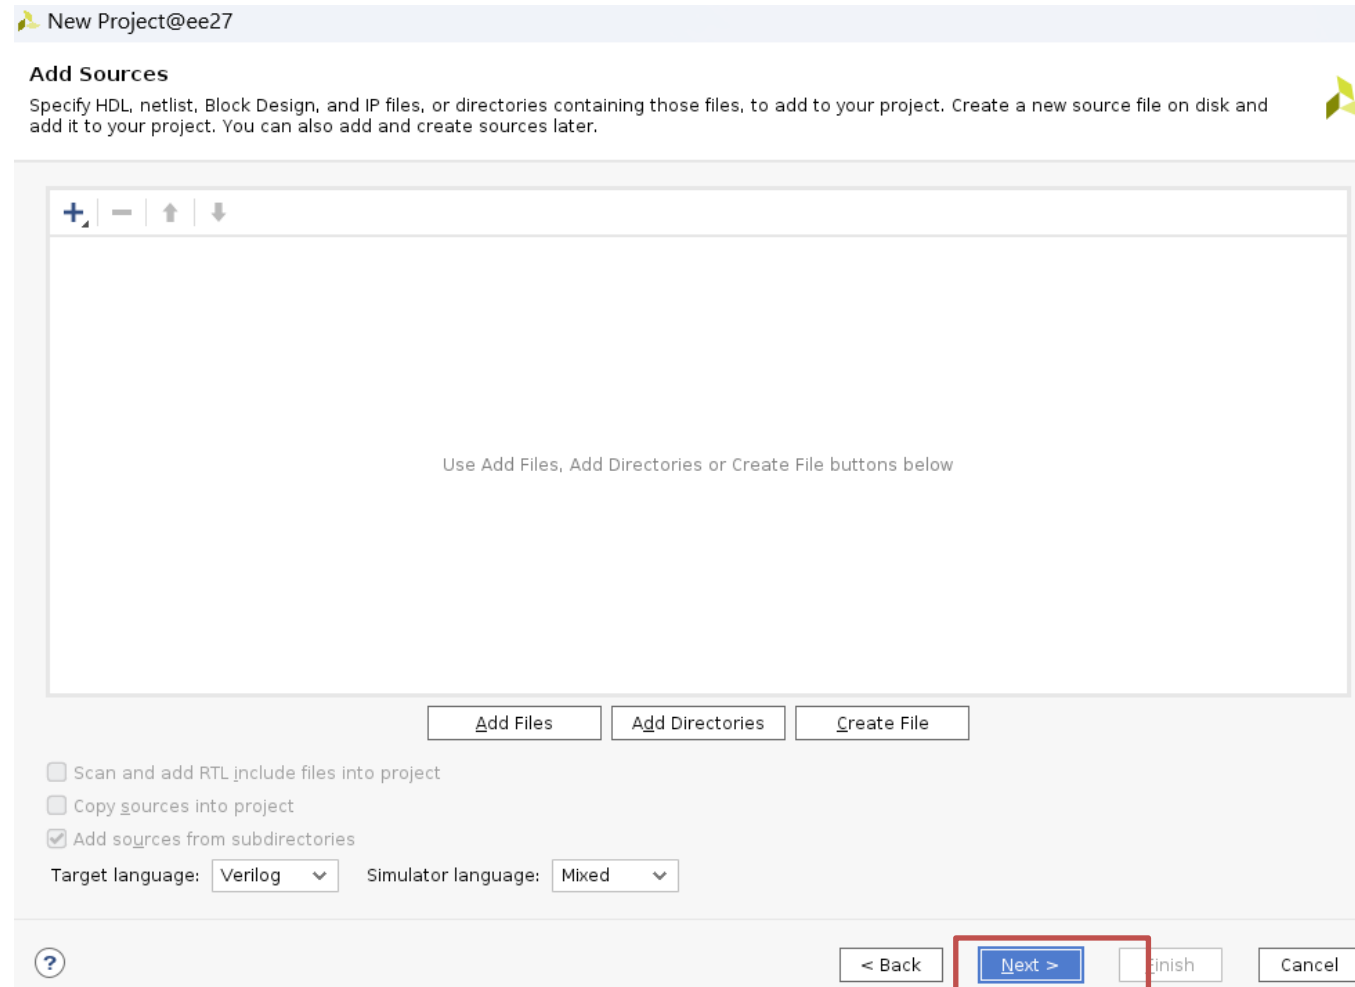 New Project@ee27
Add Sources
Specify HDL, netlist, Block Design, and IP files, or directories containing those files, to add to your project. Create a new source file on disk and
add it to your project. You can also add and create sources later.
Use Add Files, Add Directories or Create File buttons below
Add Files Add Directories Create File
Scan and add RTL include files into project
Copy sources into project
Add sources from subdirectories
Target language: Verilog Simulator language: Mixed
? < Back Next > Finish Cancel